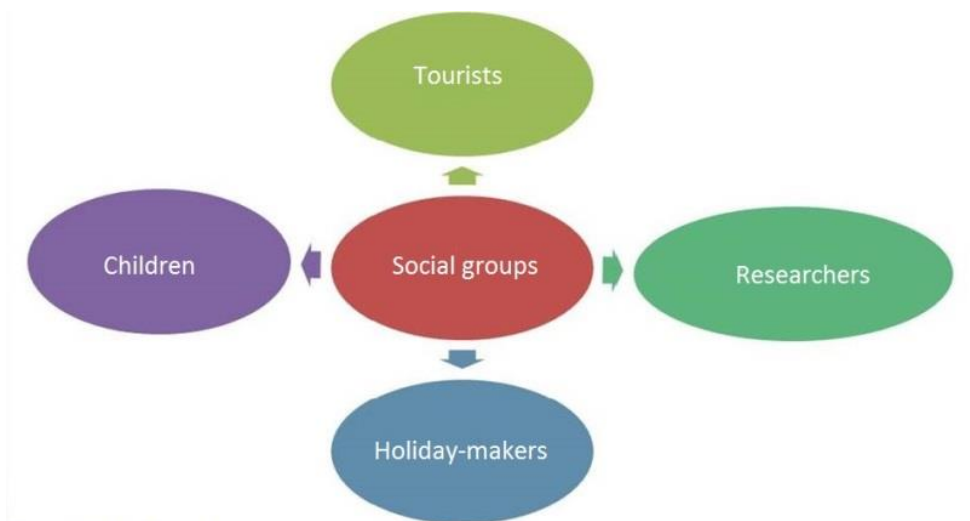 Tourists
Children
Social groups
Researchers
Holiday-makers